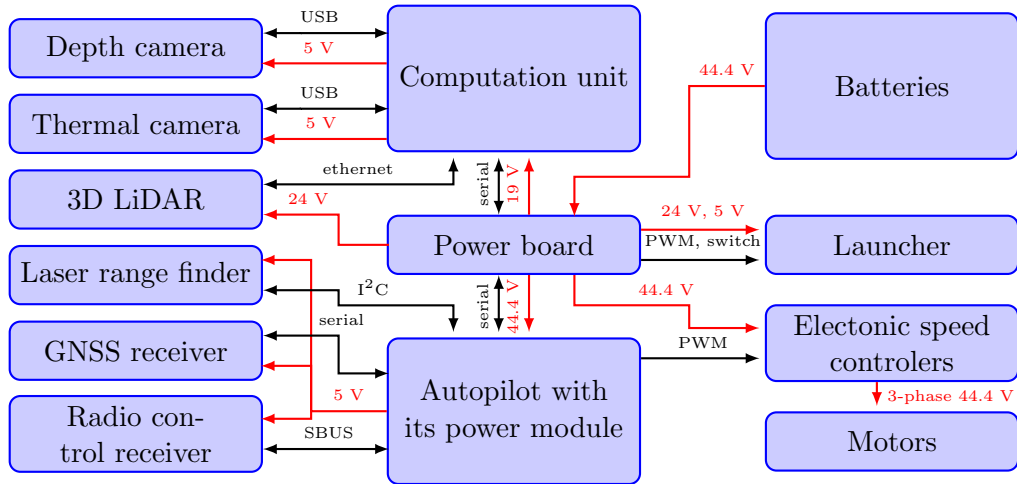 USB
Depth camera
5 V
Computation unit
44.4 V
Batteries
USB
Thermal camera
5 V
ethernet
serial
19 V
3D LiDAR
24 V
Power board
24 V, 5 V
PWM, switch
Launcher
Laser range finder
I²C
serial
44.4 V
44.4 V
serial
GNSS receiver
PWM
Electonic speed
controlers
Autopilot with
its power module
5 V
3-phase 44.4 V
Radio con-
trol receiver
SBUS
Motors